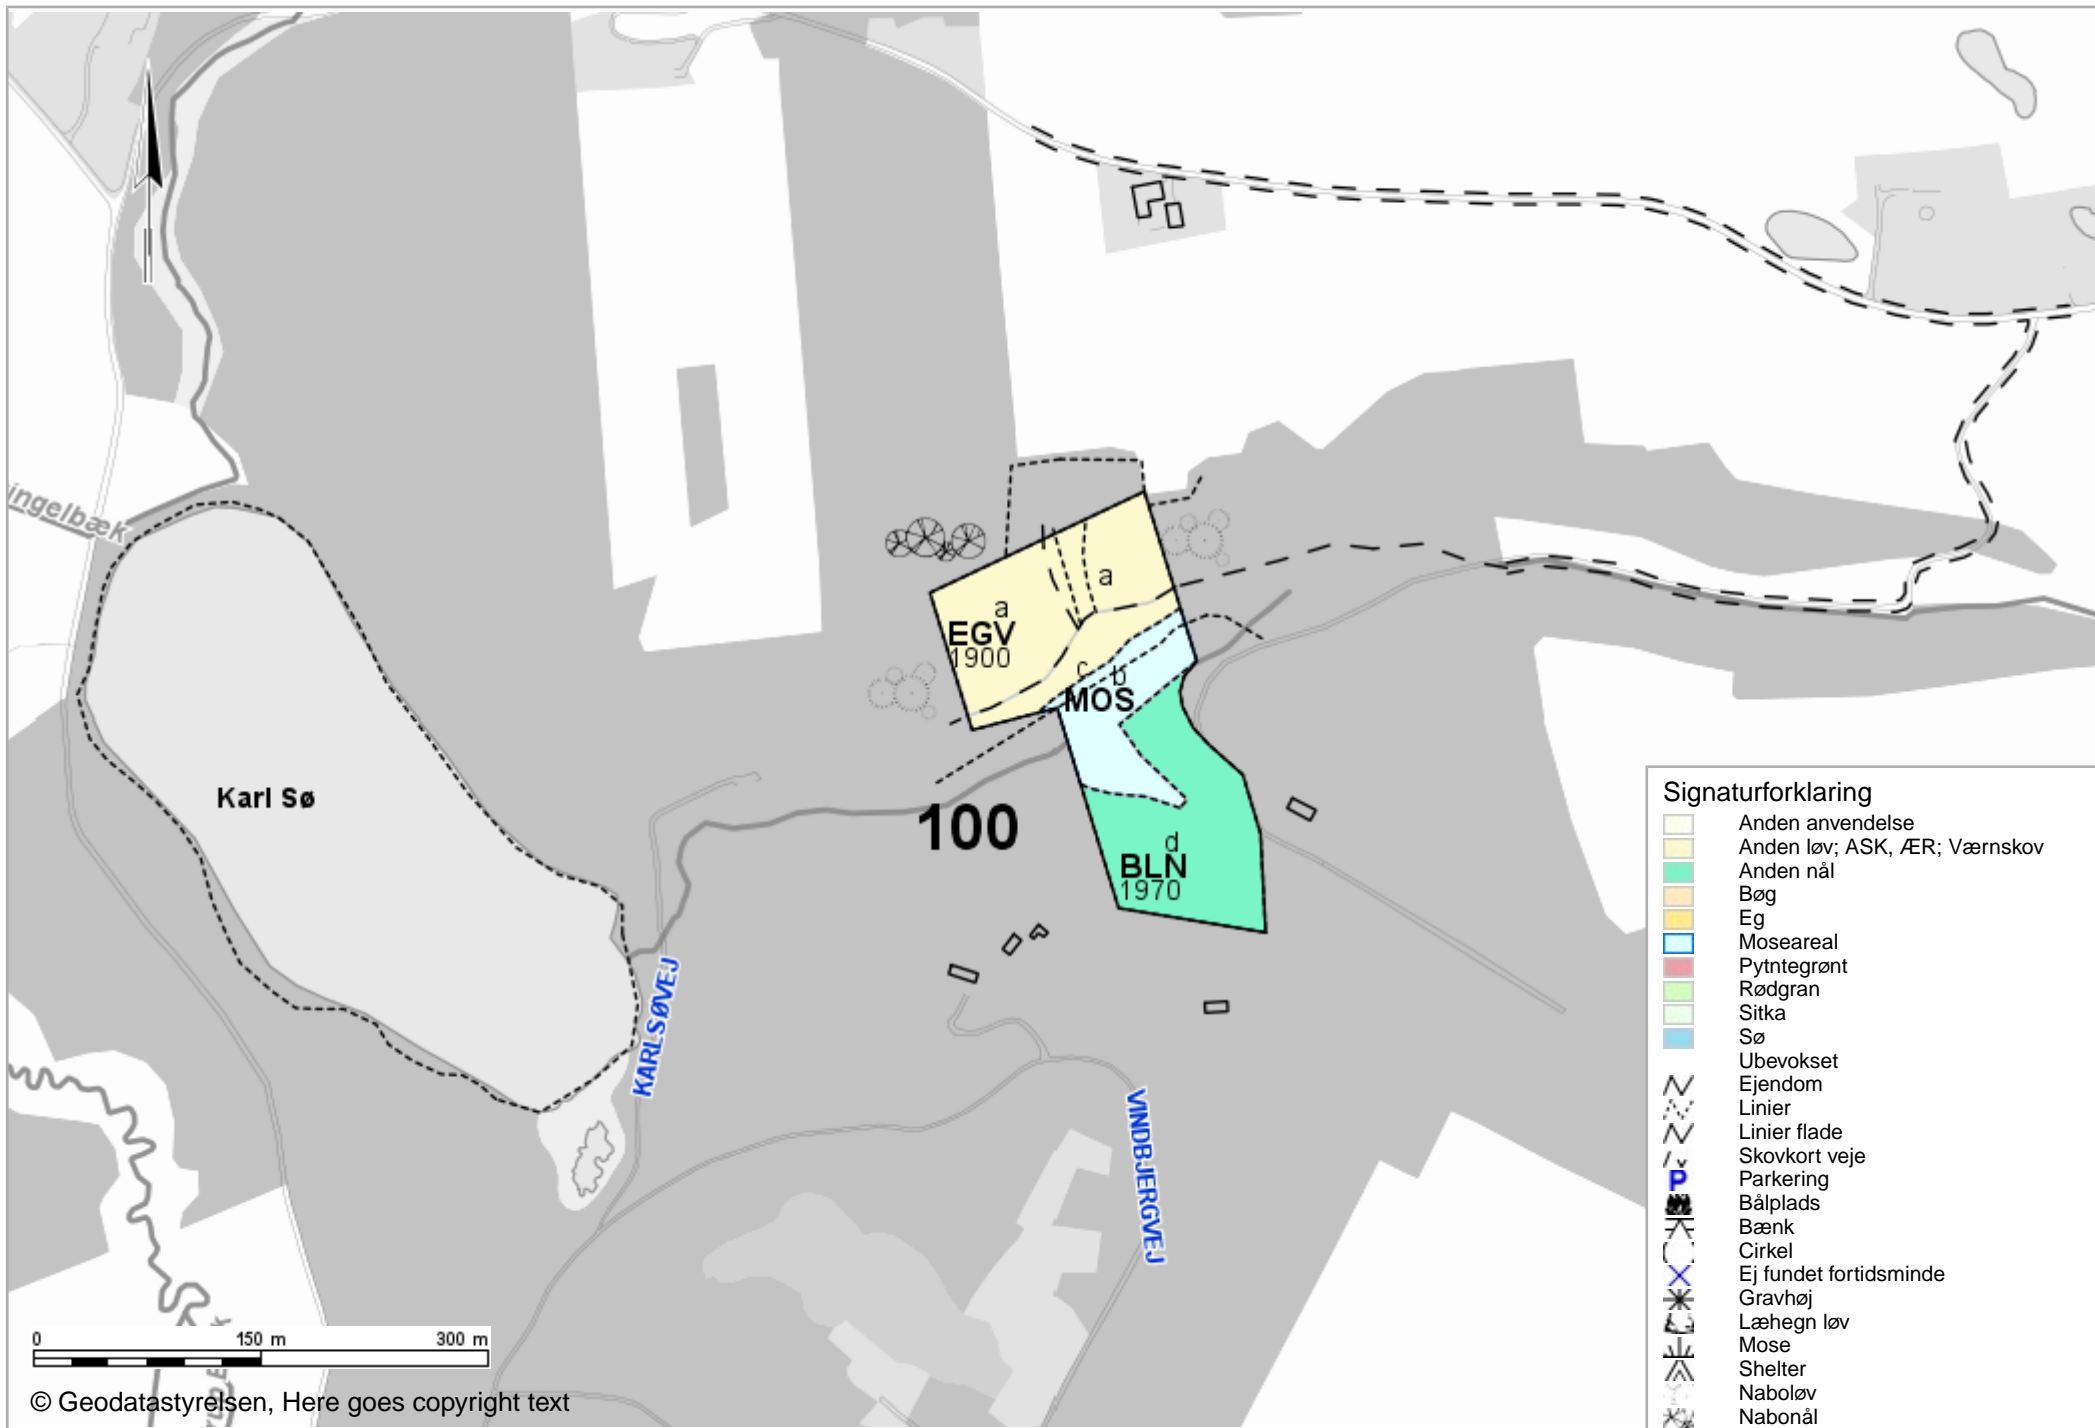 ingelbæk
a
a
EGV
1900
c
b
MOS
Karl Sø
100
d
BLN
1970
KARLSØVEJ
VINDBJERGVEJ
Signaturforklaring
Anden anvendelse
Anden løv; ASK, ÆR; Værnskov
Anden nål
Bøg
Eg
Moseareal
Pytntegrønt
Rødgran
Sitka
Sø
Ubevokset
Ejendom
Linier
Linier flade
Skovkort veje
P Parkering
Bålplads
Bænk
Cirkel
Ej fundet fortidsminde
Gravhøj
Læhegn løv
Mose
Shelter
Naboløv
Nabonål
0 150 m 300 m
© Geodatastyrelsen, Here goes copyright text